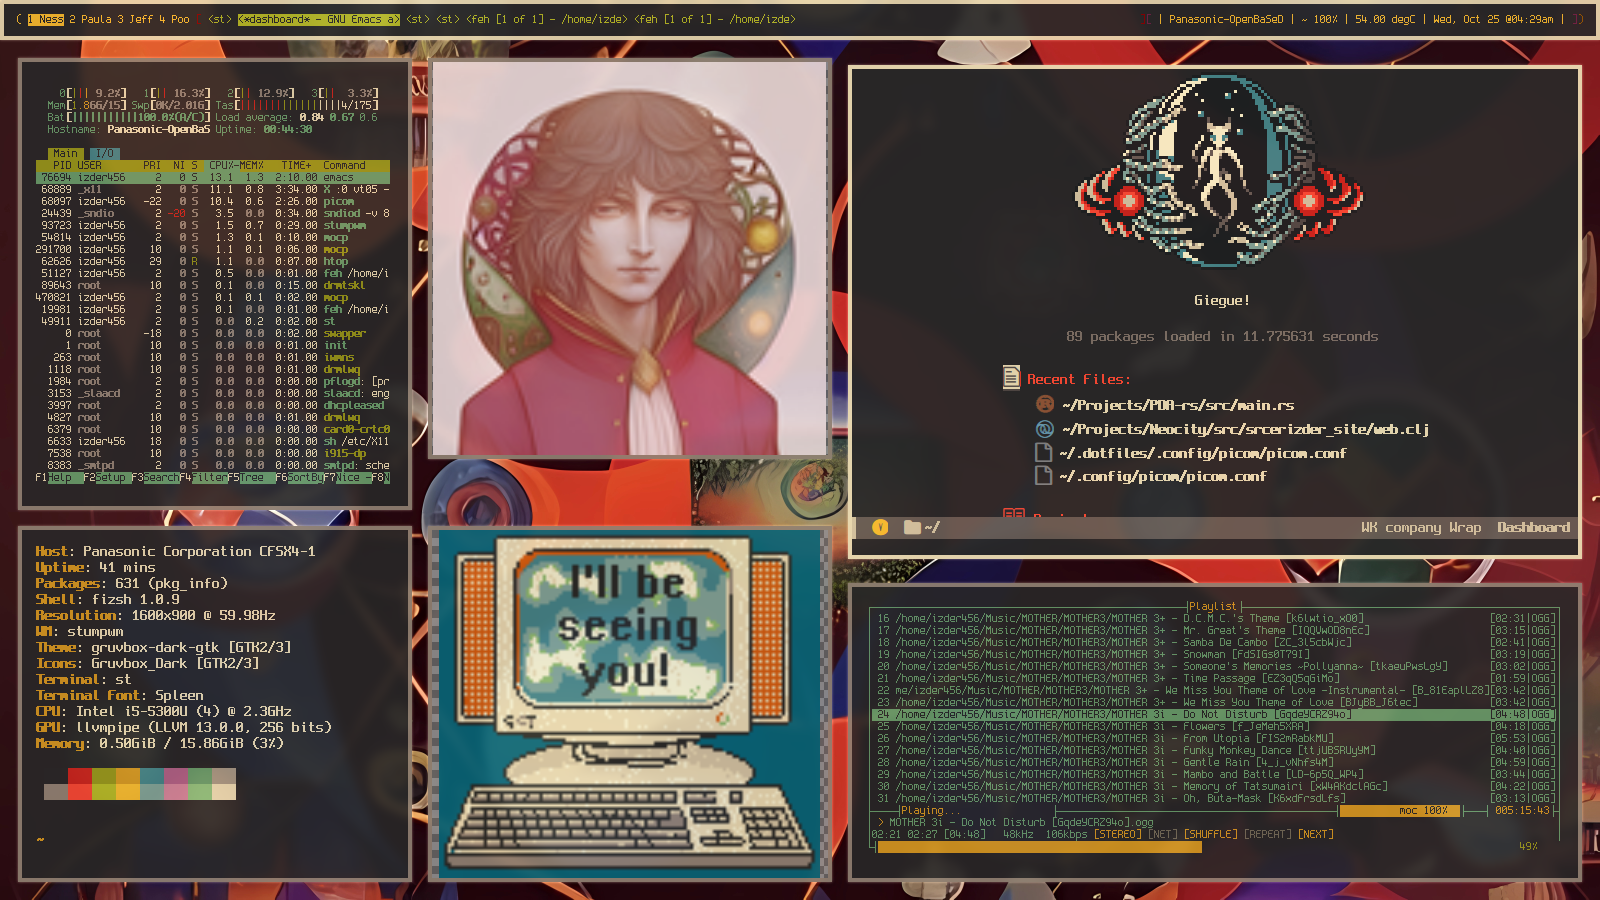 ( 1 Ness 2 Paula 3 Jeff 4 Poo <st> <*dashboard* - GNU Emacs a> <st> <st> <feh [1 of 1] - /home/izde> <feh [1 of 1] - /home/izde>
[ | Panasonic-OpenBaSeD | ~ 100% | 54.00 degC | Wed, Oct 25 @04:29am | ])
0[||| 9.2%] 1[|| 16.3%] 2[|| 12.9%] 3[|| 3.3%]
Mem[1.86G/15] Swp[0K/2.01G] Tas[||||||||||||||||4/175]
Bat[|||||||||||100.0%(A/C)] Load average: 0.84 0.67 0.6
Hostname: Panasonic-OpenBaS Uptime: 00:44:30
Main I/O
PID USER PRI NI S CPU%-MEM% TIME+ Command
76694 izder456 2 0 S 13.1 1.3 2:10.00 emacs
68889 _x11 2 0 S 11.1 0.8 3:34.00 X :0 vt05 -
68097 izder456 -22 0 S 10.4 0.6 2:26.00 picom
24439 _sndio 2 -20 S 3.5 0.0 0:34.00 sndiod -v 8
93723 izder456 2 0 S 1.5 0.7 0:29.00 stumpwm
54814 izder456 2 0 S 1.3 0.1 0:10.00 mocp
291700 izder456 10 0 S 1.1 0.1 0:06.00 mocp
62626 izder456 29 0 R 1.1 0.0 0:07.00 htop
51127 izder456 2 0 S 0.5 0.0 0:01.00 feh /home/i
89643 root 10 0 S 0.1 0.0 0:15.00 drmtskl
470821 izder456 2 0 S 0.1 0.1 0:02.00 mocp
19981 izder456 2 0 S 0.1 0.0 0:01.00 feh /home/i
49911 izder456 2 0 S 0.0 0.2 0:02.00 st
0 root -18 0 S 0.0 0.0 0:02.00 swapper
1 root 10 0 S 0.0 0.0 0:01.00 init
263 root 10 0 S 0.0 0.0 0:01.00 iwmns
1118 root 10 0 S 0.0 0.0 0:01.00 drmlwq
1984 root 2 0 S 0.0 0.0 0:00.00 pflogd: [pr
3153 _slaacd 2 0 S 0.0 0.0 0:00.00 slaacd: eng
3997 root 2 0 S 0.0 0.0 0:00.00 dhcpleased
4827 root 10 0 S 0.0 0.0 0:01.00 drmlwq
6379 root 10 0 S 0.0 0.0 0:00.00 card0-crtc0
6633 izder456 18 0 S 0.0 0.0 0:00.00 sh /etc/X11
7538 root 10 0 S 0.0 0.0 0:00.00 i915-dp
8383 _smtpd 2 0 S 0.0 0.0 0:00.00 smtpd: sche
F1Help F2Setup F3SearchF4FilterF5Tree F6SortByF7Nice -F8N
Giegue!
89 packages loaded in 11.775631 seconds
Recent Files:
~/Projects/PDA-rs/src/main.rs
~/Projects/Neocity/src/srcerizder_site/web.clj
~/.dotfiles/.config/picom/picom.conf
~/.config/picom/picom.conf
~/ WK company Wrap Dashboard
Host: Panasonic Corporation CFSX4-1
Uptime: 41 mins
Packages: 631 (pkg_info)
Shell: fizsh 1.0.9
Resolution: 1600x900 @ 59.98Hz
WM: stumpwm
Theme: gruvbox-dark-gtk [GTK2/3]
Icons: Gruvbox_Dark [GTK2/3]
Terminal: st
Terminal Font: Spleen
CPU: Intel i5-5300U (4) @ 2.3GHz
GPU: llvmpipe (LLVM 13.0.0, 256 bits)
Memory: 0.50GiB / 15.86GiB (3%)
~
I'll be
seeing
you!
Playlist
16 /home/izder456/Music/MOTHER/MOTHER3/MOTHER 3+ - D.C.M.C.'s Theme [k6lwtio_xO0] [02:31|OGG]
17 /home/izder456/Music/MOTHER/MOTHER3/MOTHER 3+ - Mr. Great's Theme [IQQVwOD8nEc] [03:15|OGG]
18 /home/izder456/Music/MOTHER/MOTHER3/MOTHER 3+ - Samba De Combo [ZC_3l5cbWjc] [02:41|OGG]
19 /home/izder456/Music/MOTHER/MOTHER3/MOTHER 3+ - Snowman [FdSIGs0T79I] [03:19|OGG]
20 /home/izder456/Music/MOTHER/MOTHER3/MOTHER 3+ - Someone's Memories ~Pollyanna~ [tkaeuPwsLgY] [03:02|OGG]
21 /home/izder456/Music/MOTHER/MOTHER3/MOTHER 3+ - Time Passage [EZ3qQ5qGiMo] [01:59|OGG]
22 me/izder456/Music/MOTHER/MOTHER3/MOTHER 3+ - We Miss You Theme of Love -Instrumental- [B_81EaplLZ8][03:42|OGG]
23 /home/izder456/Music/MOTHER/MOTHER3/MOTHER 3+ - We Miss You Theme of Love [BJyBB_J6tec] [03:42|OGG]
24 /home/izder456/Music/MOTHER/MOTHER3/MOTHER 3i - Do Not Disturb [GqdeYCRZ94o] [04:48|OGG]
25 /home/izder456/Music/MOTHER/MOTHER3/MOTHER 3i - Flowers [f_JeMeh5XRA] [04:18|OGG]
26 /home/izder456/Music/MOTHER/MOTHER3/MOTHER 3i - From Utopia [FIS2mRabkMU] [05:53|OGG]
27 /home/izder456/Music/MOTHER/MOTHER3/MOTHER 3i - Funky Monkey Dance [ttjUBSRUyYM] [04:40|OGG]
28 /home/izder456/Music/MOTHER/MOTHER3/MOTHER 3i - Gentle Rain [4_j_vNhfs4M] [04:59|OGG]
29 /home/izder456/Music/MOTHER/MOTHER3/MOTHER 3i - Mambo and Battle [LD-6p5Q_WP4] [03:44|OGG]
30 /home/izder456/Music/MOTHER/MOTHER3/MOTHER 3i - Memory of Tatsumairi [xW4AKdclAGc] [04:22|OGG]
31 /home/izder456/Music/MOTHER/MOTHER3/MOTHER 3i - Oh, Buta-Mask [K6xdFrsdLfs] [03:13|OGG]
Playing... moc 100% 005:15:43
> MOTHER 3i - Do Not Disturb [GqdeYCRZ94o].ogg
02:21 02:27 [04:48] 48kHz 106kbps [STEREO] [NET] [SHUFFLE] [REPEAT] [NEXT]
49%